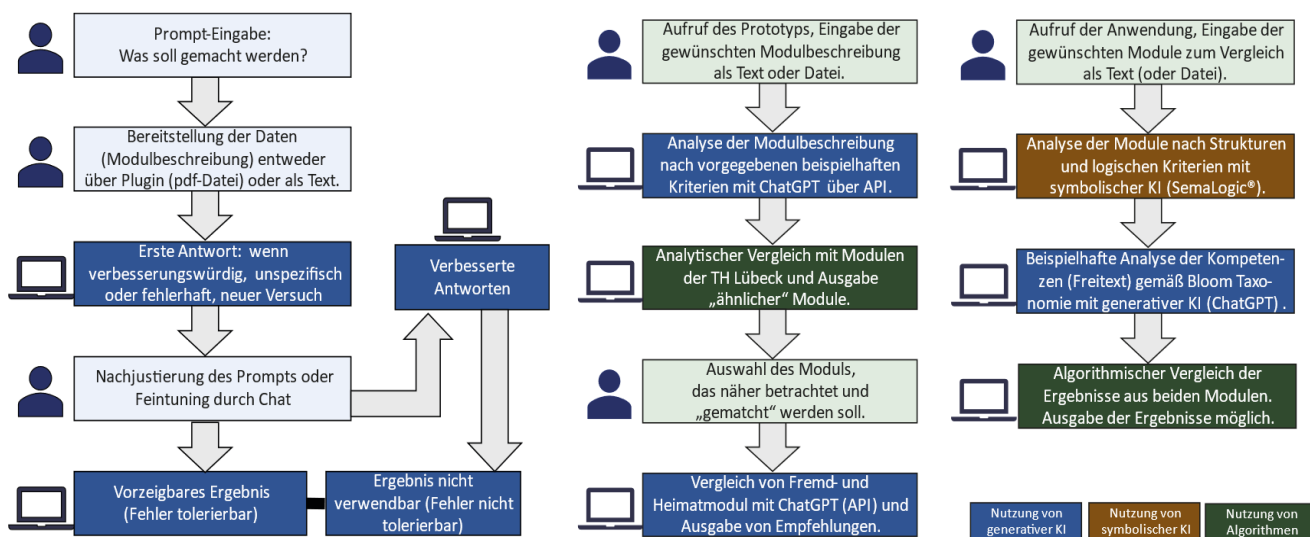 Prompt-Eingabe:
Was soll gemacht werden?
Bereitstellung der Daten
(Modulbeschreibung) entweder
über Plugin (pdf-Datei) oder als Text.
Erste Antwort: wenn
verbesserungswürdig, unspezifisch
oder fehlerhaft, neuer Versuch
Verbesserte
Antworten
Nachjustierung des Prompts oder
Feintuning durch Chat
Vorzeigbares Ergebnis
(Fehler tolerierbar)
Ergebnis nicht
verwendbar (Fehler nicht
tolerierbar)
Aufruf des Prototyps, Eingabe der
gewünschten Modulbeschreibung
als Text oder Datei.
Analyse der Modulbeschreibung
nach vorgegebenen beispielhaften
Kriterien mit ChatGPT über API.
Analytischer Vergleich mit Modulen
der TH Lübeck und Ausgabe
„ähnlicher“ Module.
Auswahl des Moduls,
das näher betrachtet und
„gematcht“ werden soll.
Vergleich von Fremd- und
Heimatmodul mit ChatGPT (API) und
Ausgabe von Empfehlungen.
Aufruf der Anwendung, Eingabe der
gewünschten Module zum Vergleich
als Text (oder Datei).
Analyse der Module nach Strukturen
und logischen Kriterien mit
symbolischer KI (SemaLogic®).
Beispielhafte Analyse der Kompeten-
zen (Freitext) gemäß Bloom Taxo-
nomie mit generativer KI (ChatGPT) .
Algorithmischer Vergleich der
Ergebnisse aus beiden Modulen.
Ausgabe der Ergebnisse möglich.
Nutzung von
generativer KI
Nutzung von
symbolischer KI
Nutzung von
Algorithmen